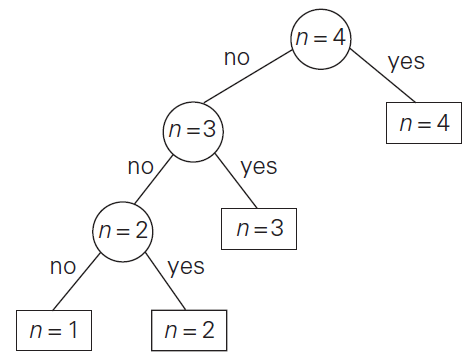 n = 4
no
yes
n = 4
n = 3
no
yes
n = 3
n = 2
no
yes
n = 1
n = 2